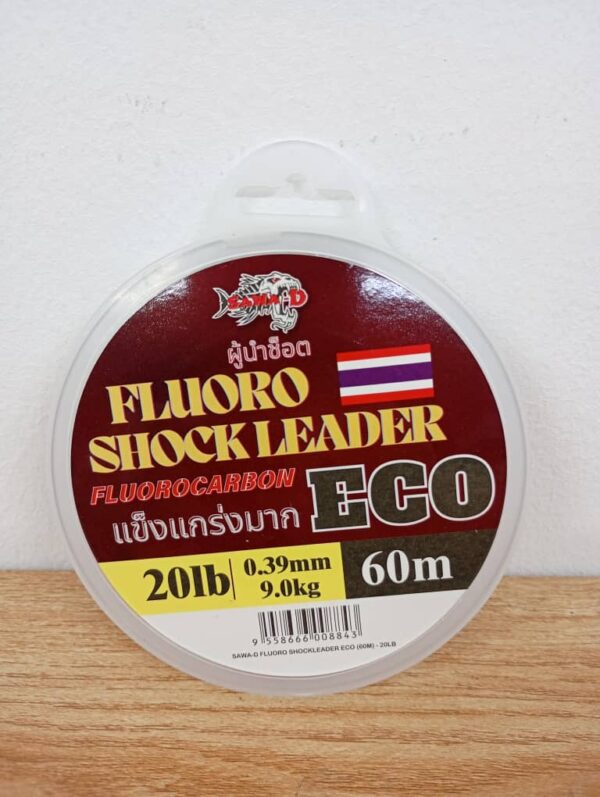 SAWA-D
ผู้นำช็อต
FLUORO
SHOCK LEADER
FLUOROCARBON
ECO
แข็งแกร่งมาก
20lb
0.39mm
9.0kg
60m
9 558666 008843
SAWA-D FLUORO SHOCKLEADER ECO (60M) - 20LB